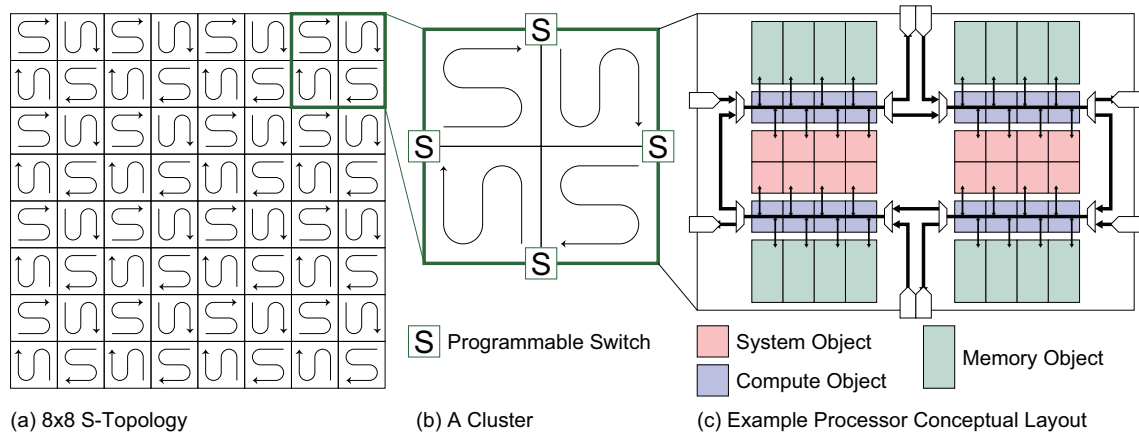 S
S
S
S
S Programmable Switch
System Object
Compute Object
Memory Object
(a) 8x8 S-Topology
(b) A Cluster
(c) Example Processor Conceptual Layout